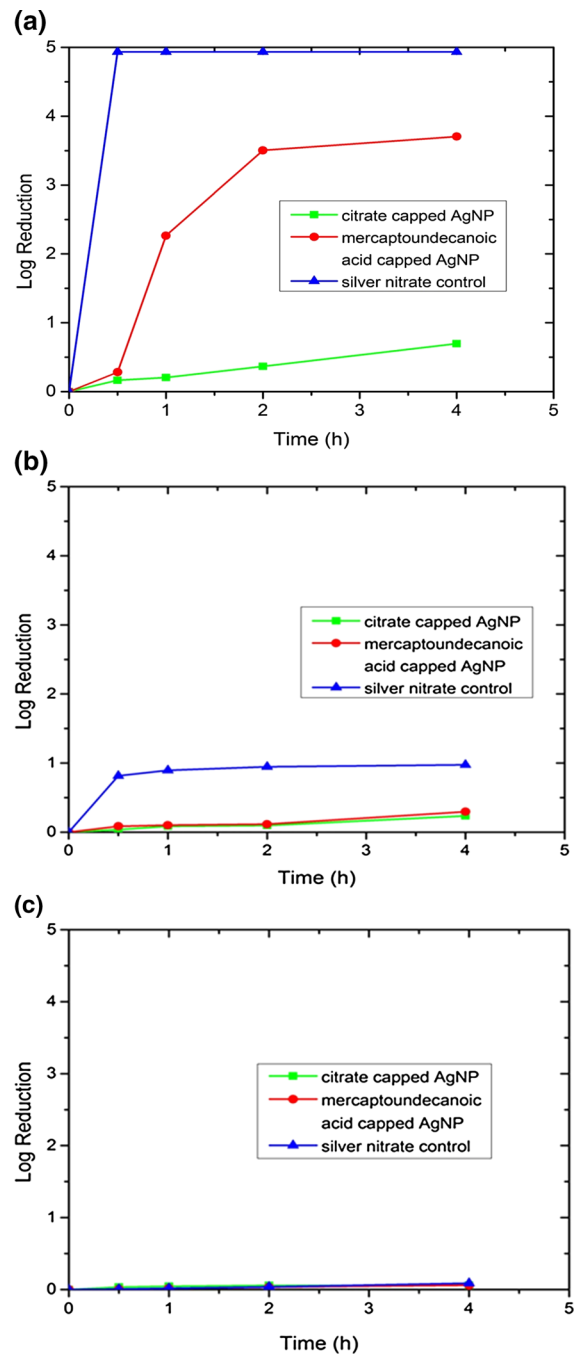 (a)
5
4
3
2
1
0
Log Reduction
citrate capped AgNP
mercaptoundecanoic
acid capped AgNP
silver nitrate control
0 1 2 3 4 5
Time (h)
(b)
5
4
3
2
1
0
Log Reduction
citrate capped AgNP
mercaptoundecanoic
acid capped AgNP
silver nitrate control
0 1 2 3 4 5
Time (h)
(c)
5
4
3
2
1
0
Log Reduction
citrate capped AgNP
mercaptoundecanoic
acid capped AgNP
silver nitrate control
0 1 2 3 4 5
Time (h)